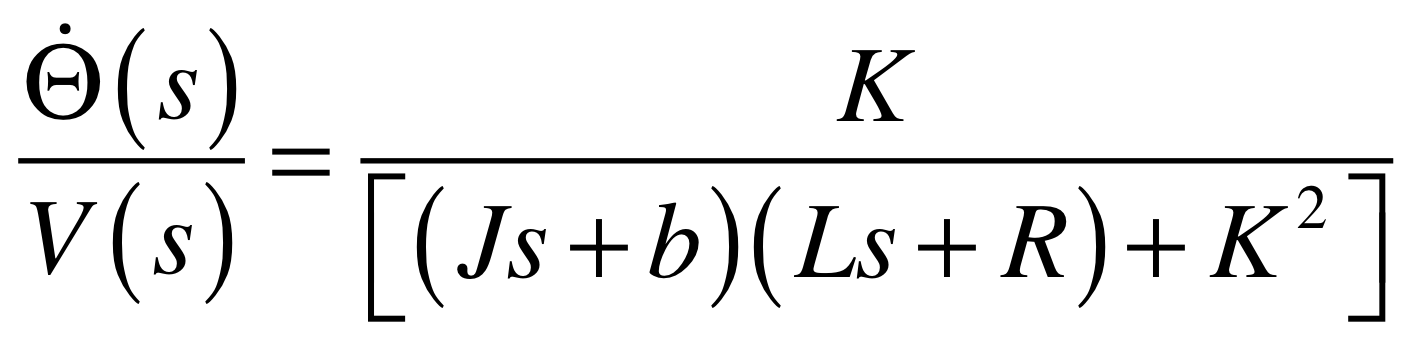 Θ̇(s)/V(s) = K/[(Js + b)(Ls + R) + K²]